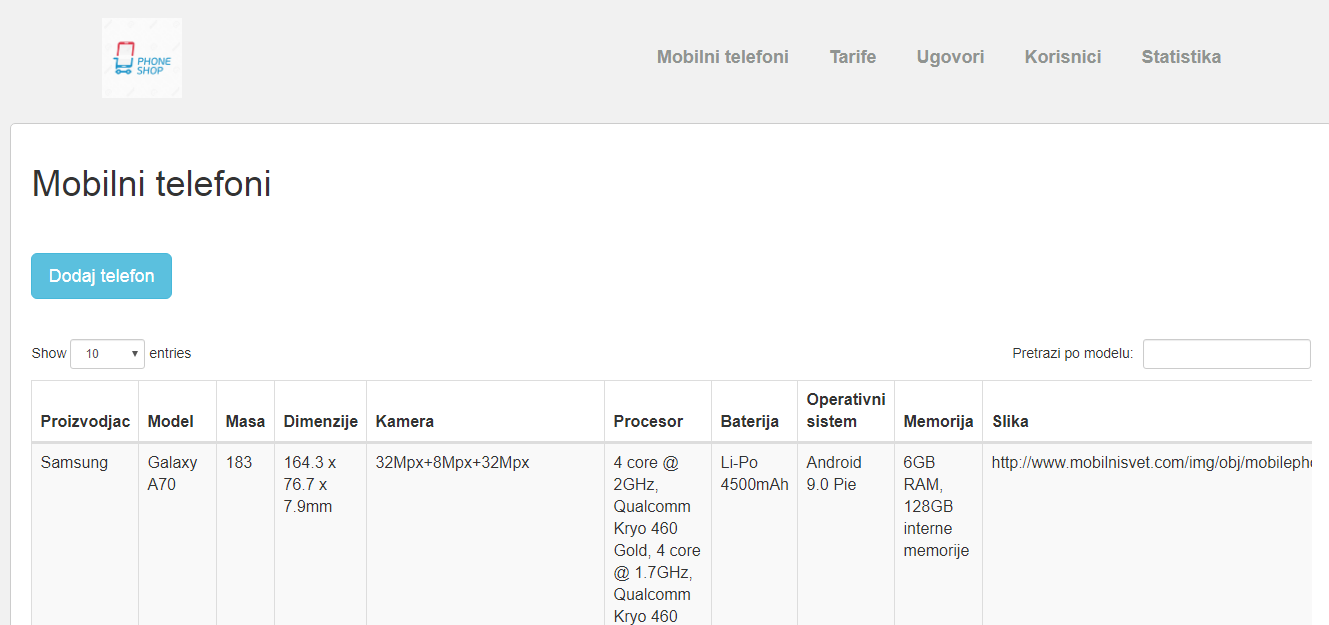 PHONE
SHOP
Mobilni telefoni Tarife Ugovori Korisnici Statistika
Mobilni telefoni
Dodaj telefon
Show 10 entries
Pretrazi po modelu:
Proizvodjac Model Masa Dimenzije Kamera Procesor Baterija Operativni sistem Memorija Slika
Samsung
Galaxy
A70
183
164.3 x
76.7 x
7.9mm
32Mpx+8Mpx+32Mpx
4 core @
2GHz,
Qualcomm
Kryo 460
Gold, 4 core
@ 1.7GHz,
Qualcomm
Kryo 460
Li-Po
4500mAh
Android
9.0 Pie
6GB
RAM,
128GB
interne
memorije
http://www.mobilnisvet.com/img/obj/mobilepho